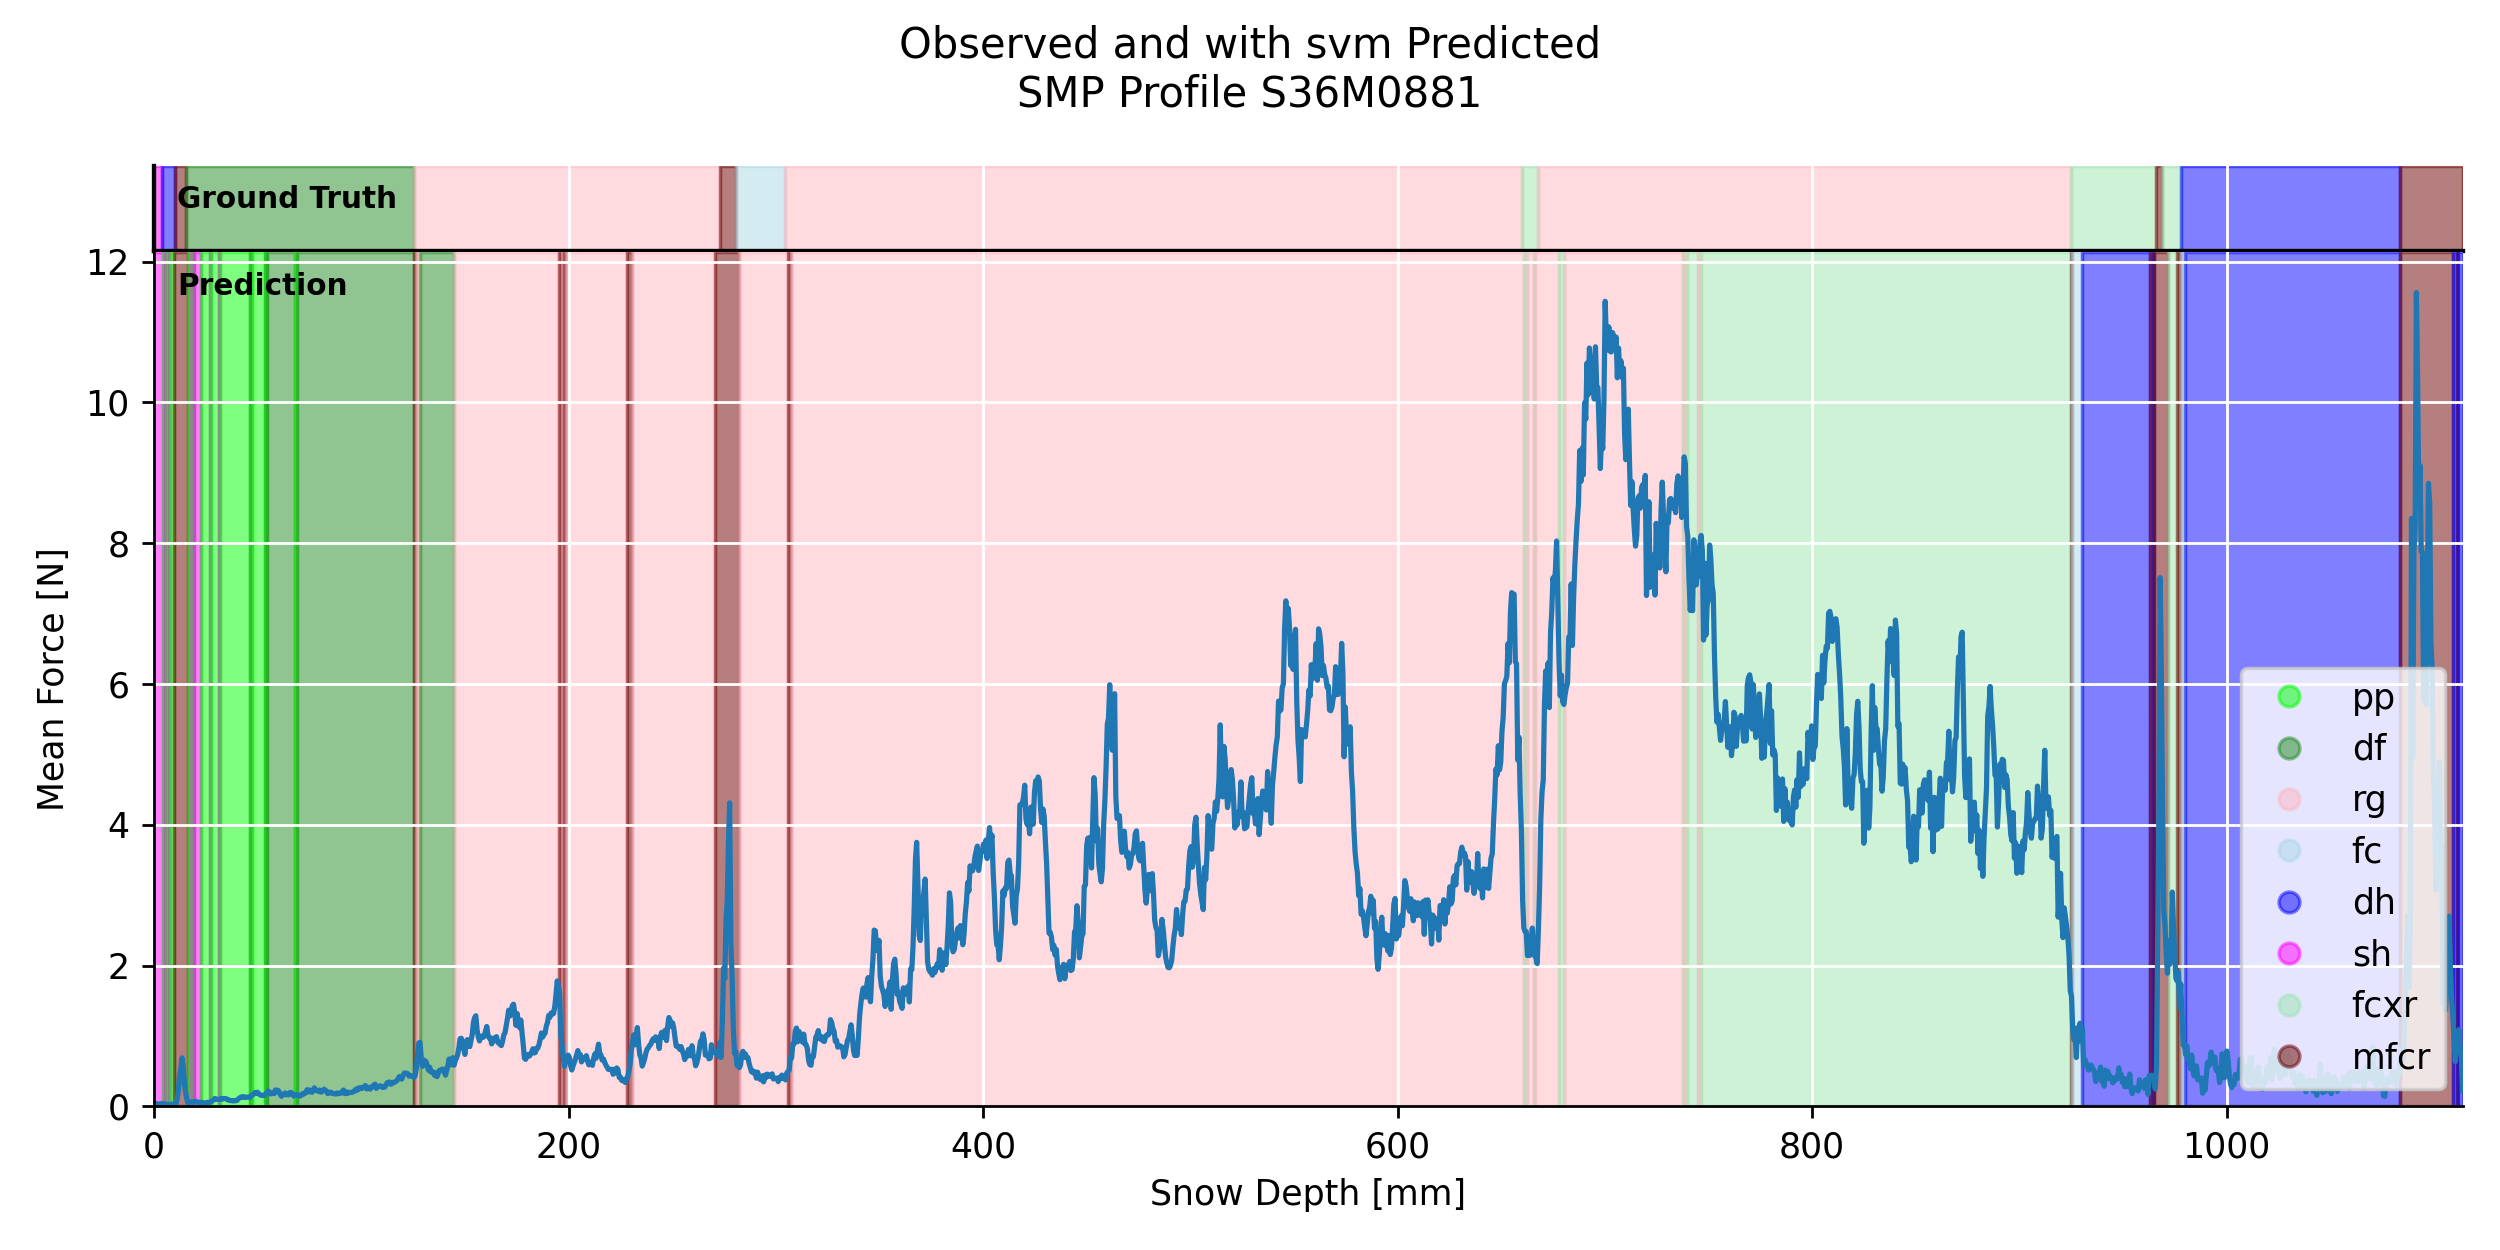 Observed and with svm Predicted
SMP Profile S36M0881
Ground Truth
Prediction
12
10
8
6
4
2
0
Mean Force [N]
0 200 400 600 800 1000
Snow Depth [mm]
pp
df
rg
fc
dh
sh
fcxr
mfcr